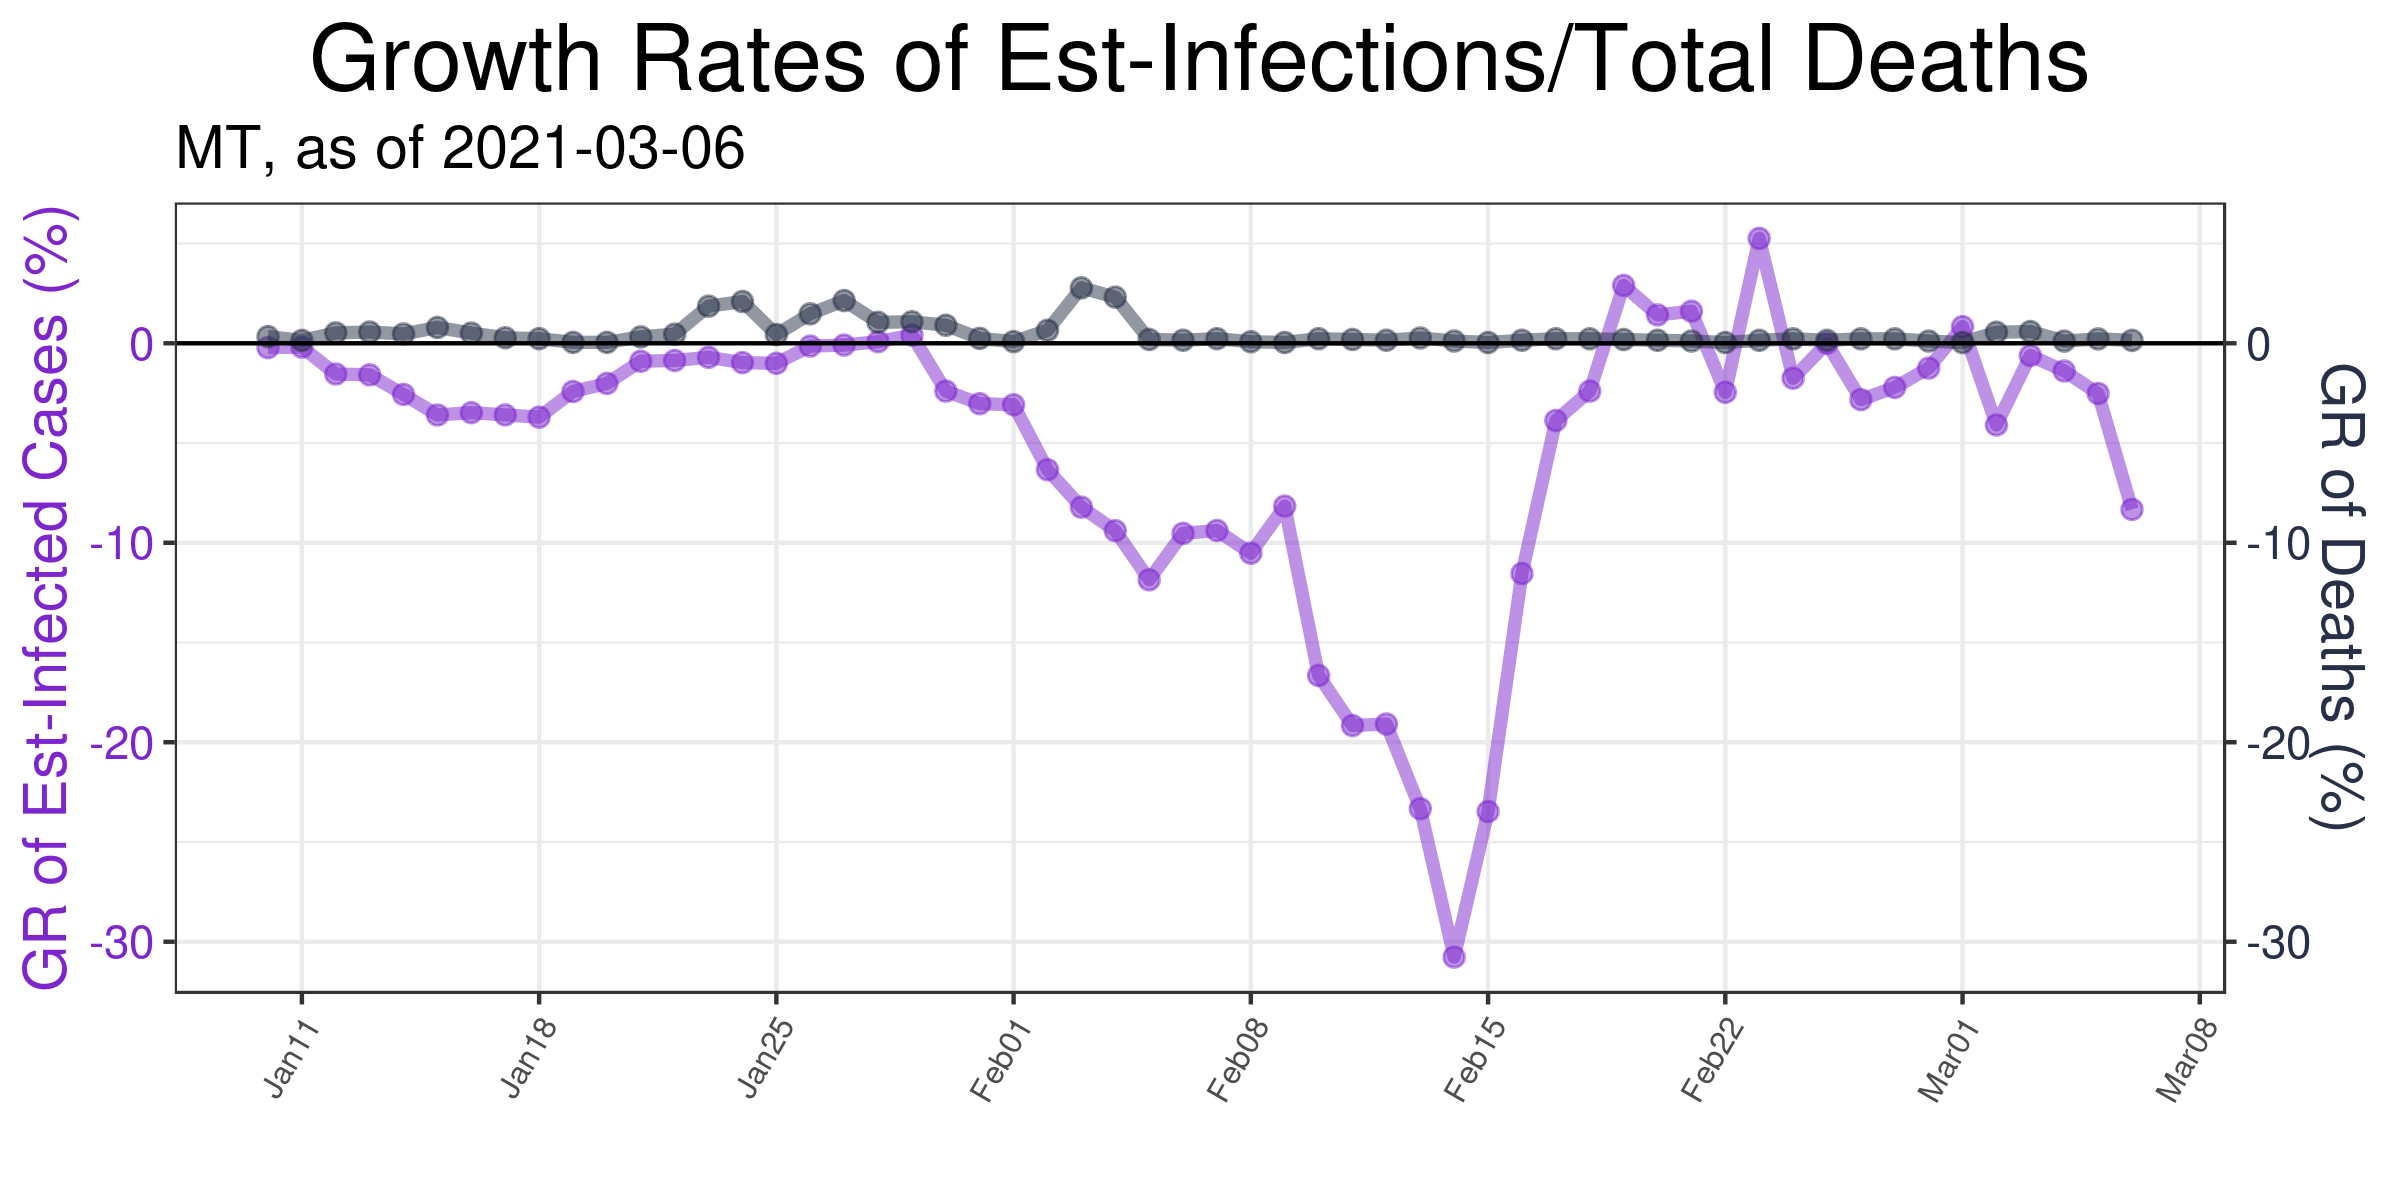 Growth Rates of Est-Infections/Total Deaths
MT, as of 2021-03-06
GR of Est-Infected Cases (%)
0
-10
-20
-30
0
-10
-20
-30
GR of Deaths (%)
Jan11
Jan18
Jan25
Feb01
Feb08
Feb15
Feb22
Mar01
Mar08